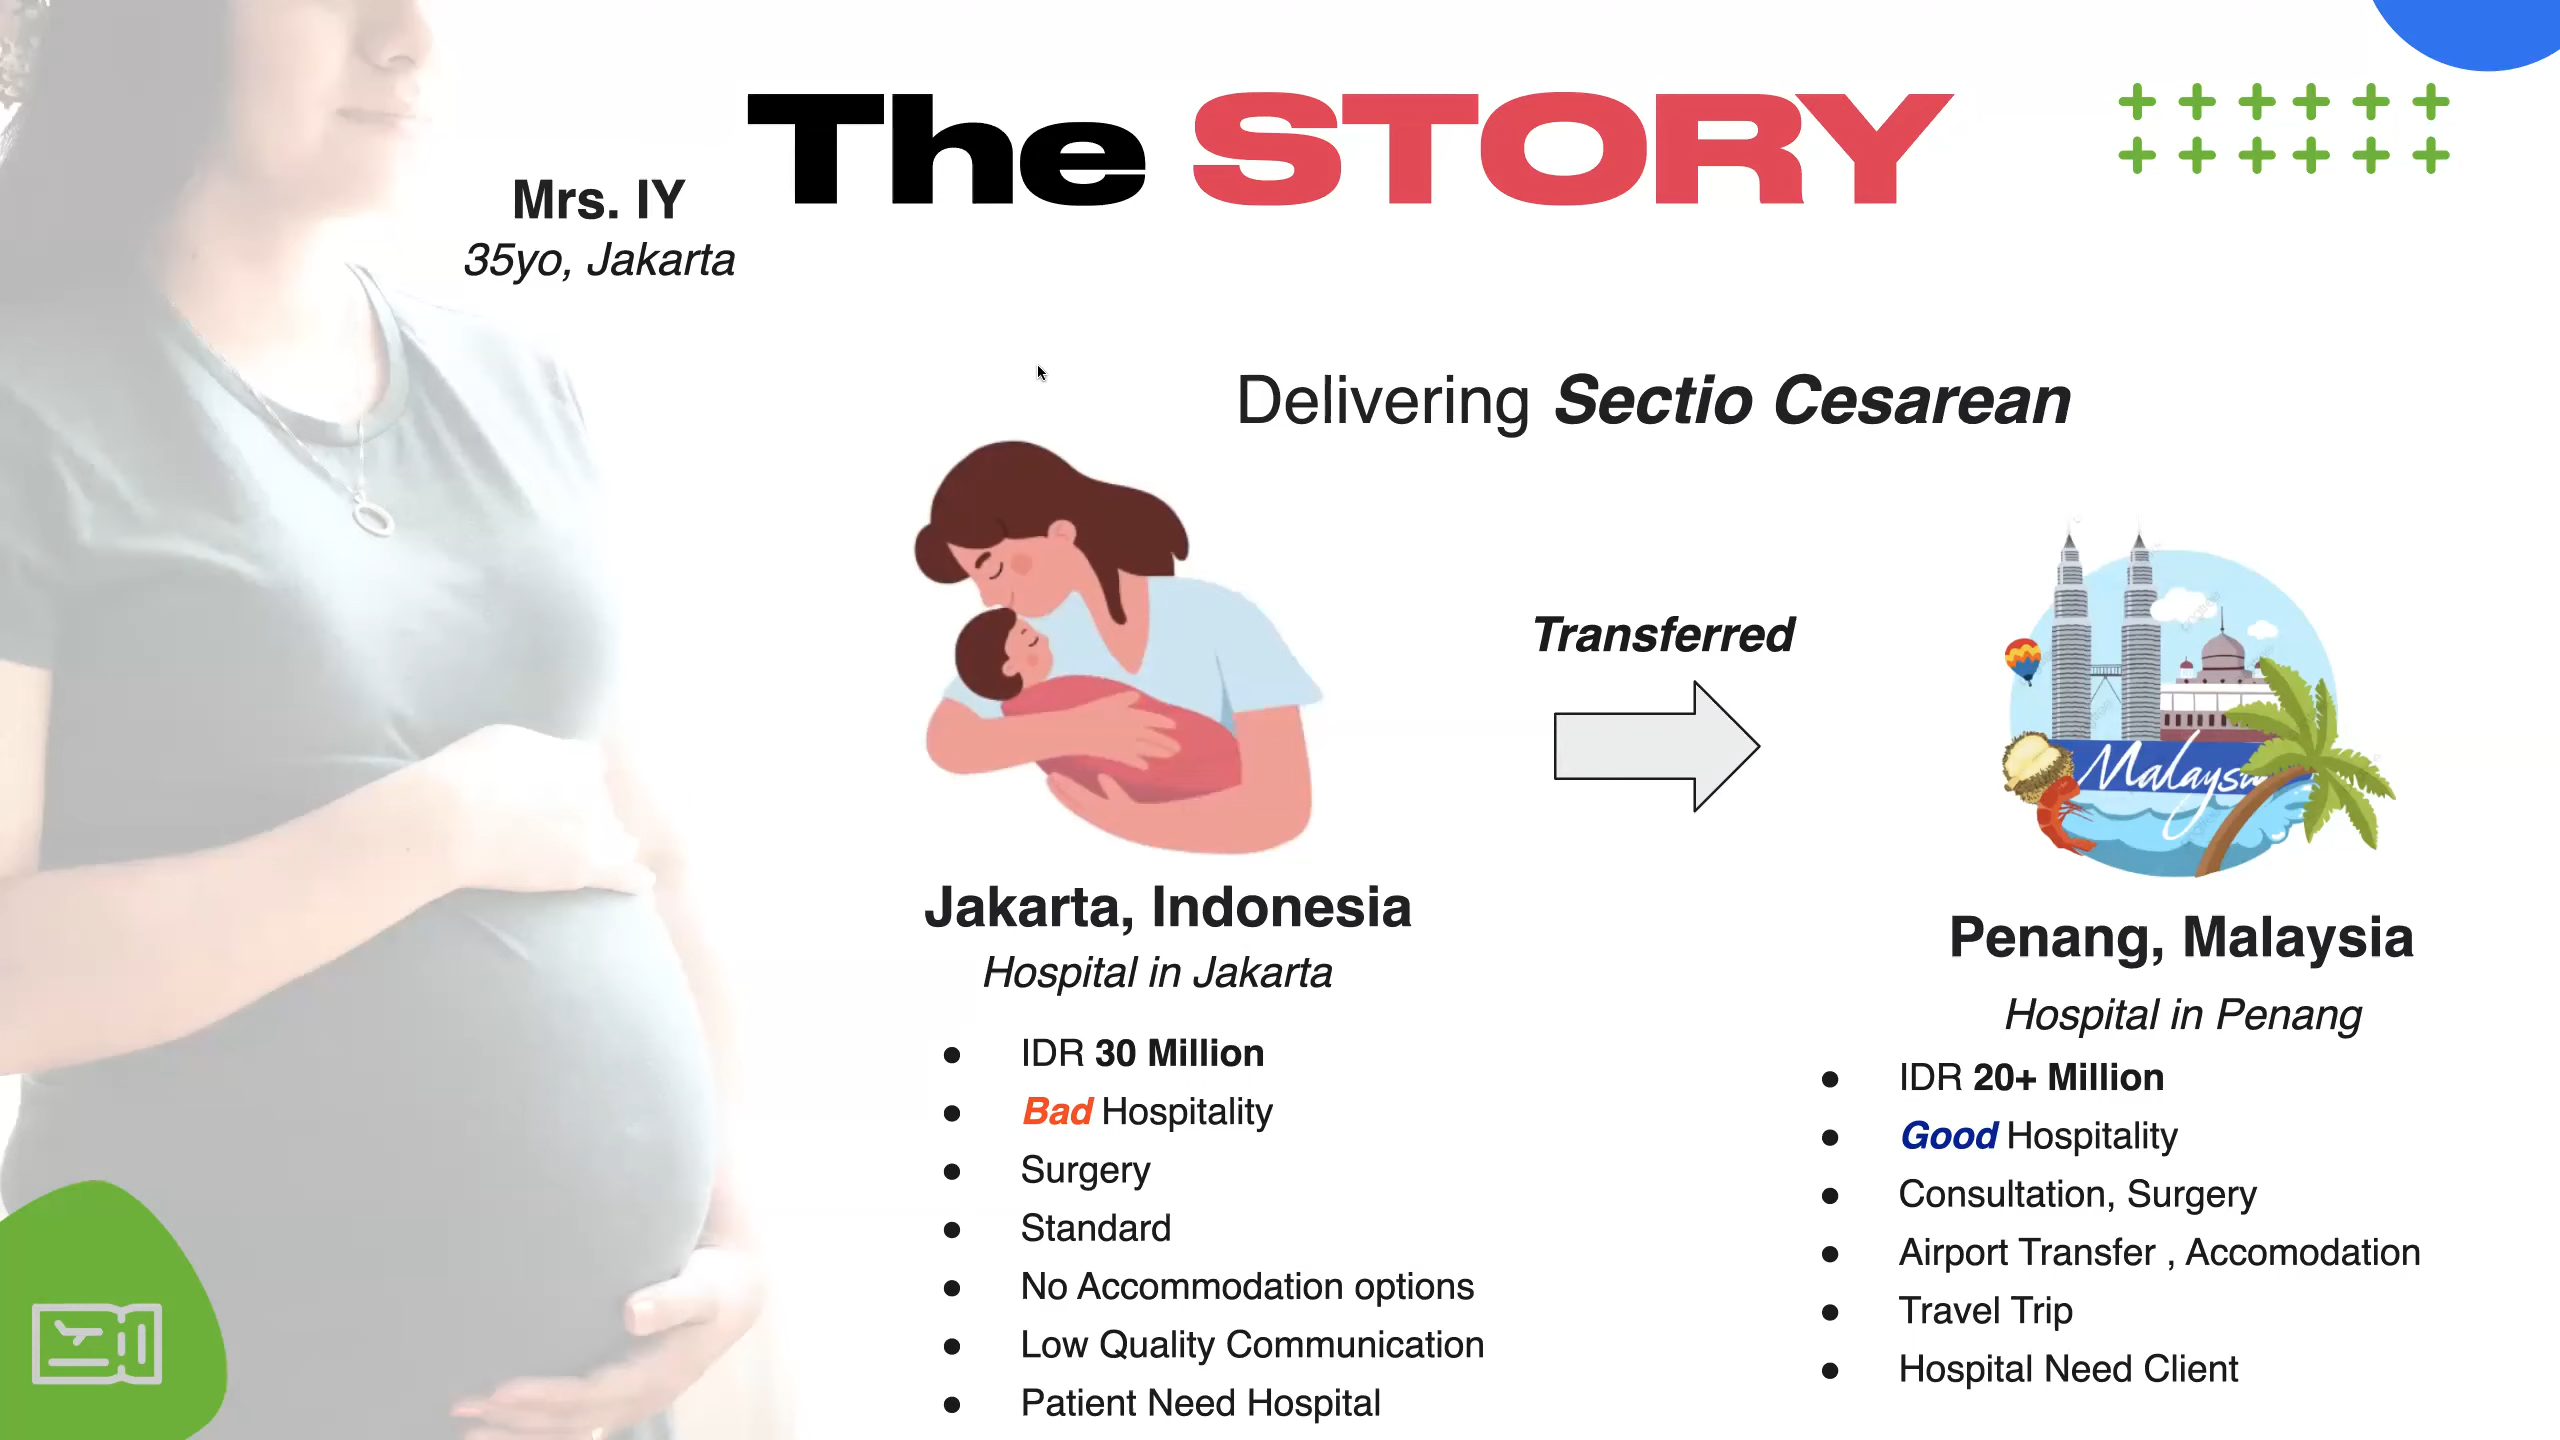 The STORY
Mrs. IY
35yo, Jakarta
Delivering Sectio Cesarean
Transferred
Malaysia
Jakarta, Indonesia
Hospital in Jakarta
● IDR 30 Million
● Bad Hospitality
● Surgery
● Standard
● No Accommodation options
● Low Quality Communication
● Patient Need Hospital
Penang, Malaysia
Hospital in Penang
● IDR 20+ Million
● Good Hospitality
● Consultation, Surgery
● Airport Transfer , Accomodation
● Travel Trip
● Hospital Need Client